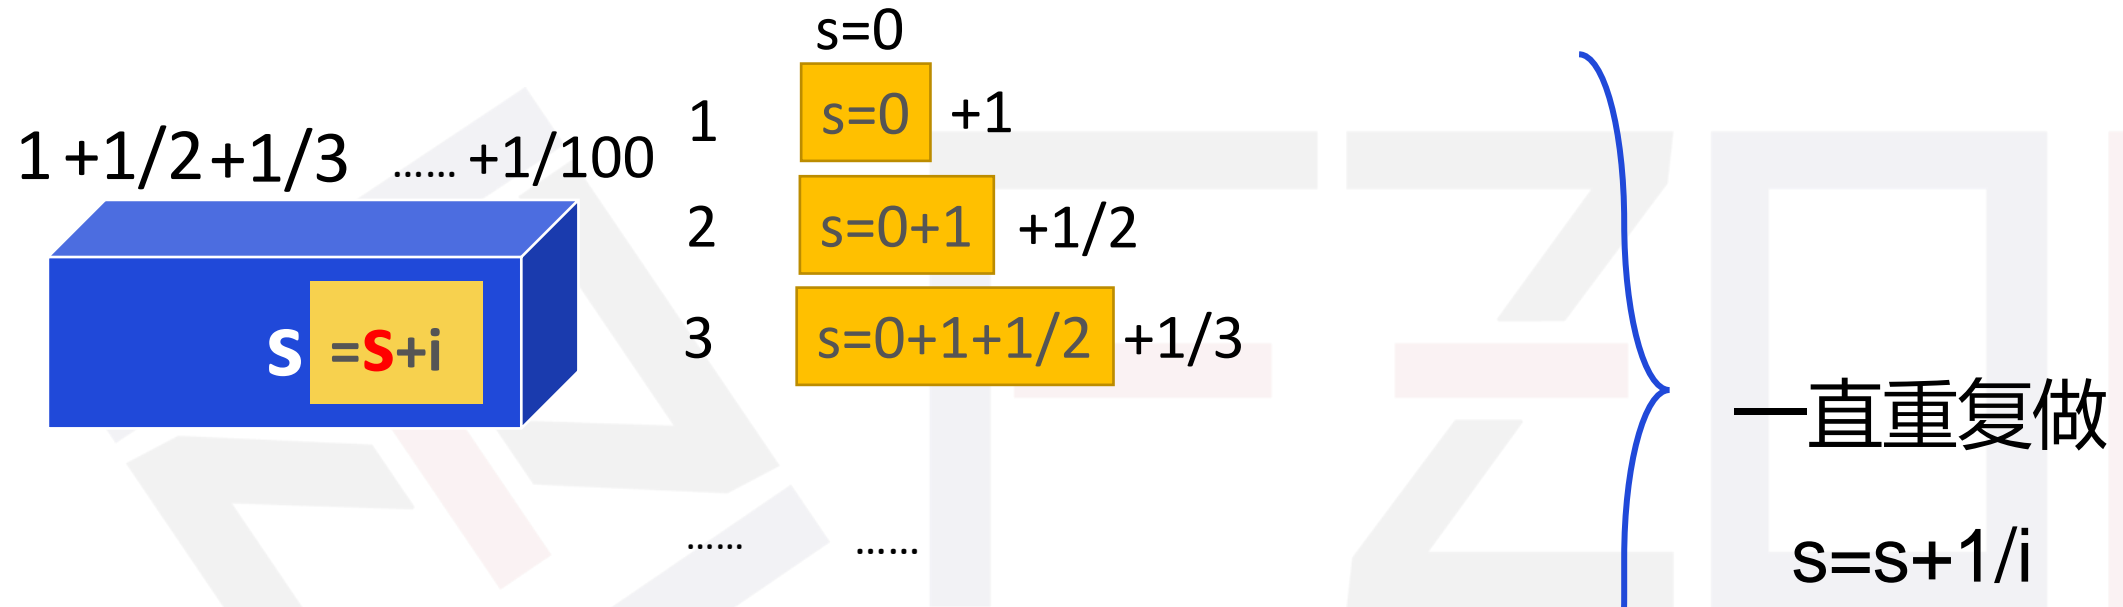 s=0
1 +1/2 +1/3 …… +1/100
1 s=0 +1
2 s=0+1 +1/2
s =s+i
3 s=0+1+1/2 +1/3
一直重复做
…… ……
s=s+1/i